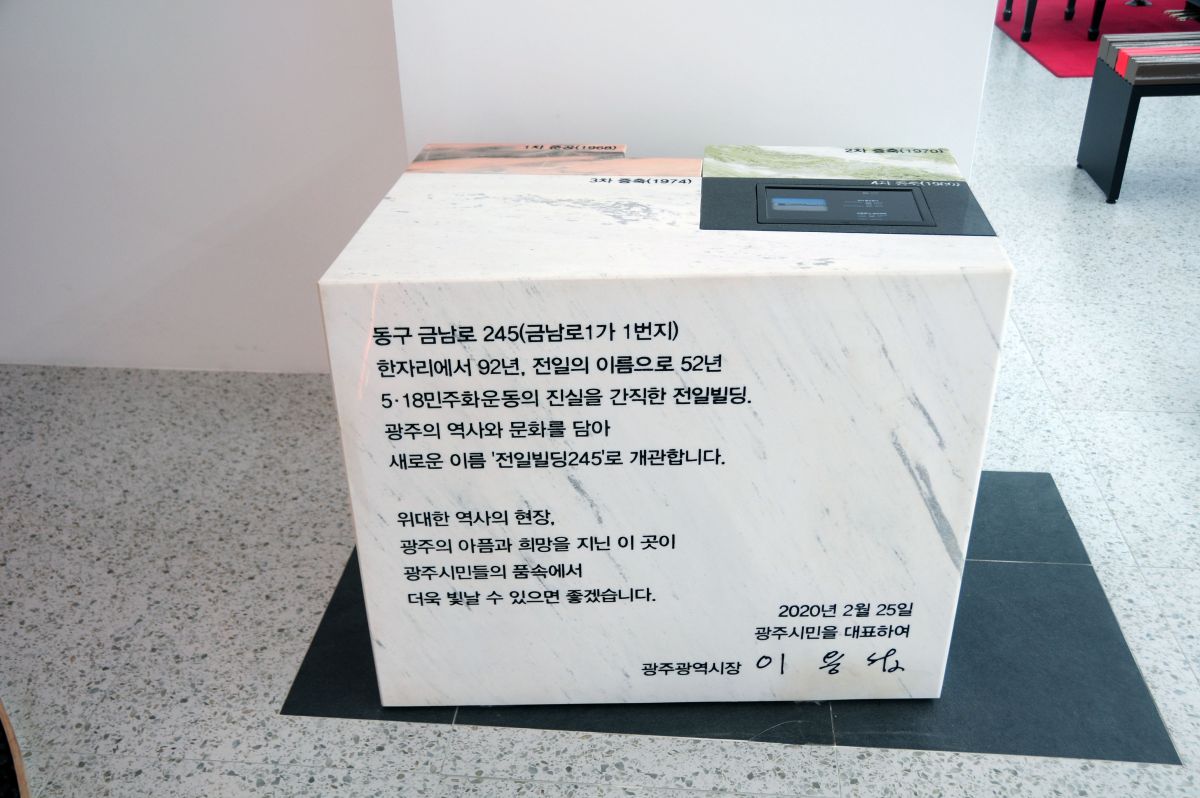 1차 준공(1968)
2차 증축(1970)
3차 증축(1974)
4차 증축(1980)
동구 금남로 245(금남로1가 1번지)
한자리에서 92년, 전일의 이름으로 52년
5·18민주화운동의 진실을 간직한 전일빌딩.
광주의 역사와 문화를 담아
새로운 이름 '전일빌딩245'로 개관합니다.
위대한 역사의 현장,
광주의 아픔과 희망을 지닌 이 곳이
광주시민들의 품속에서
더욱 빛날 수 있으면 좋겠습니다.
2020년 2월 25일
광주시민을 대표하여
광주광역시장 이용섭